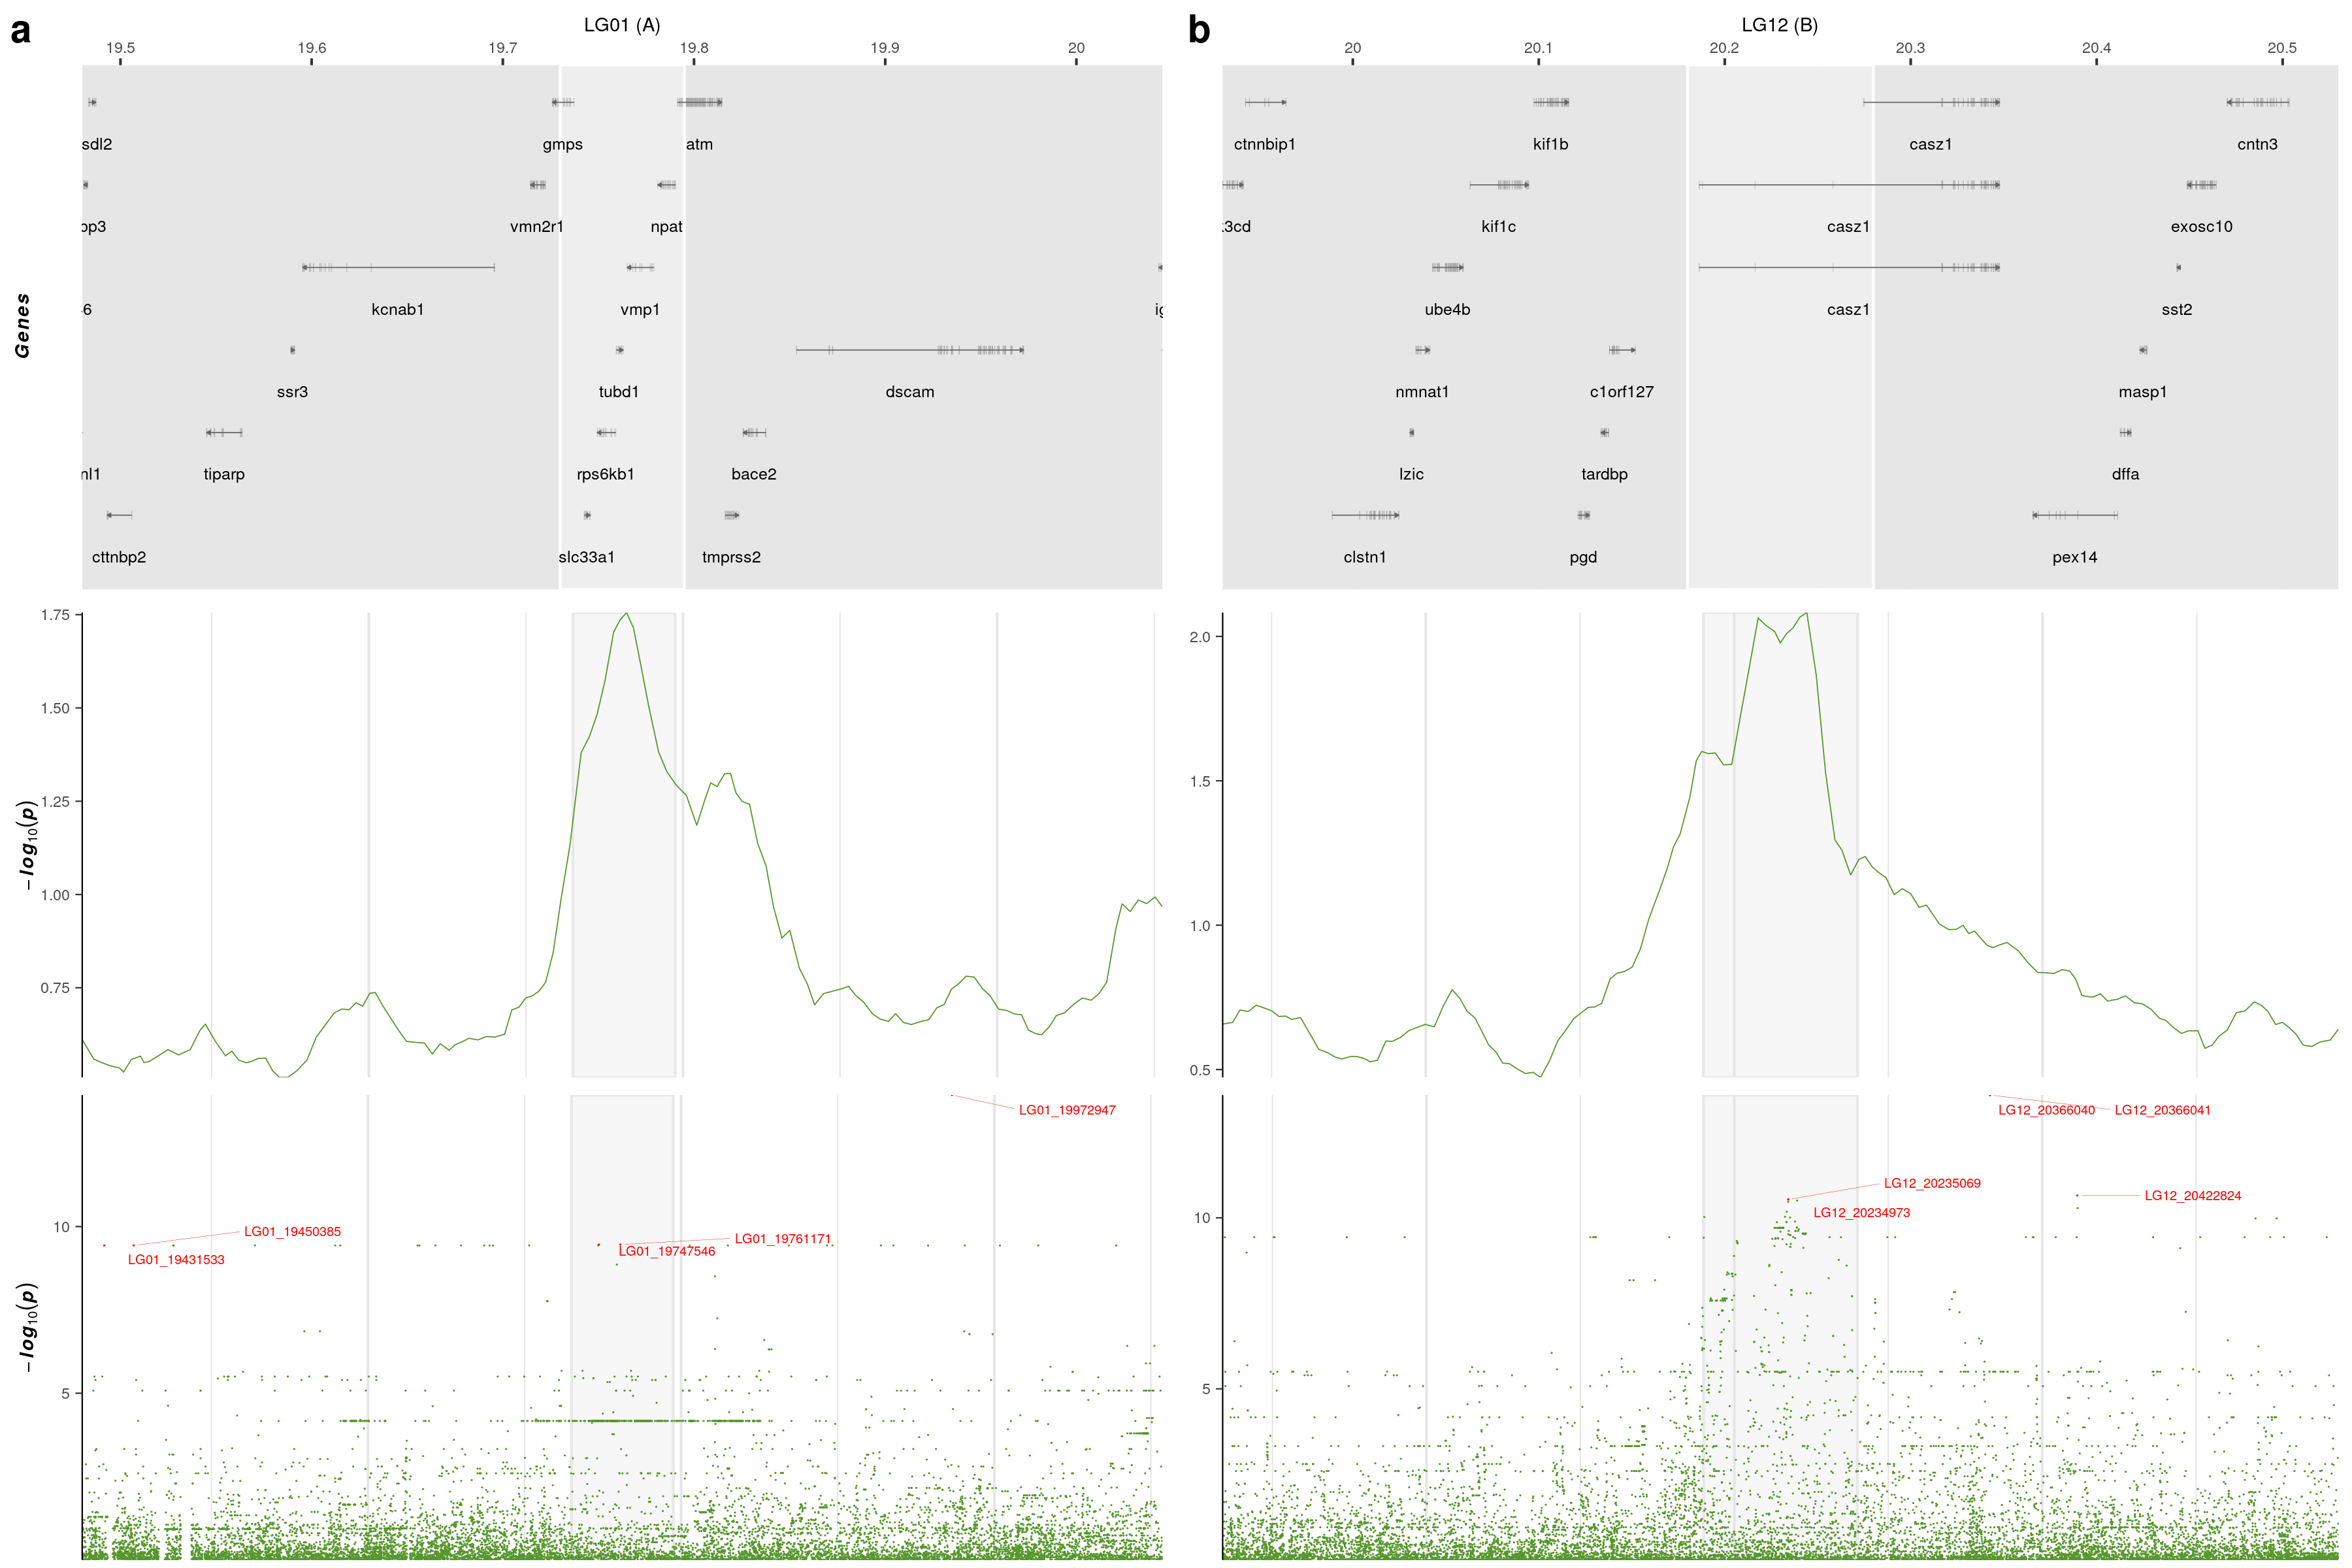 a
LG01 (A)
19.5 19.6 19.7 19.8 19.9 20
sdl2 gmps atm
vmn2r1 npat
kcnab1 vmp1
ssr3 tubd1 dscam
tiparp rps6kb1 bace2
cttnbp2 slc33a1 tmprss2
Genes
1.75
1.50
1.25
1.00
0.75
−log10(p)
LG01_19972947
10
LG01_19450385
LG01_19431533
LG01_19761171
LG01_19747546
5
−log10(p)
b
LG12 (B)
20 20.1 20.2 20.3 20.4 20.5
ctnnbip1 kif1b casz1 cntn3
3cd kif1c casz1 exosc10
ube4b casz1 sst2
nmnat1 c1orf127 masp1
lzic tardbp dffa
clstn1 pgd pex14
2.0
1.5
1.0
0.5
LG12_20366040 LG12_20366041
LG12_20235069
LG12_20422824
LG12_20234973
10
5